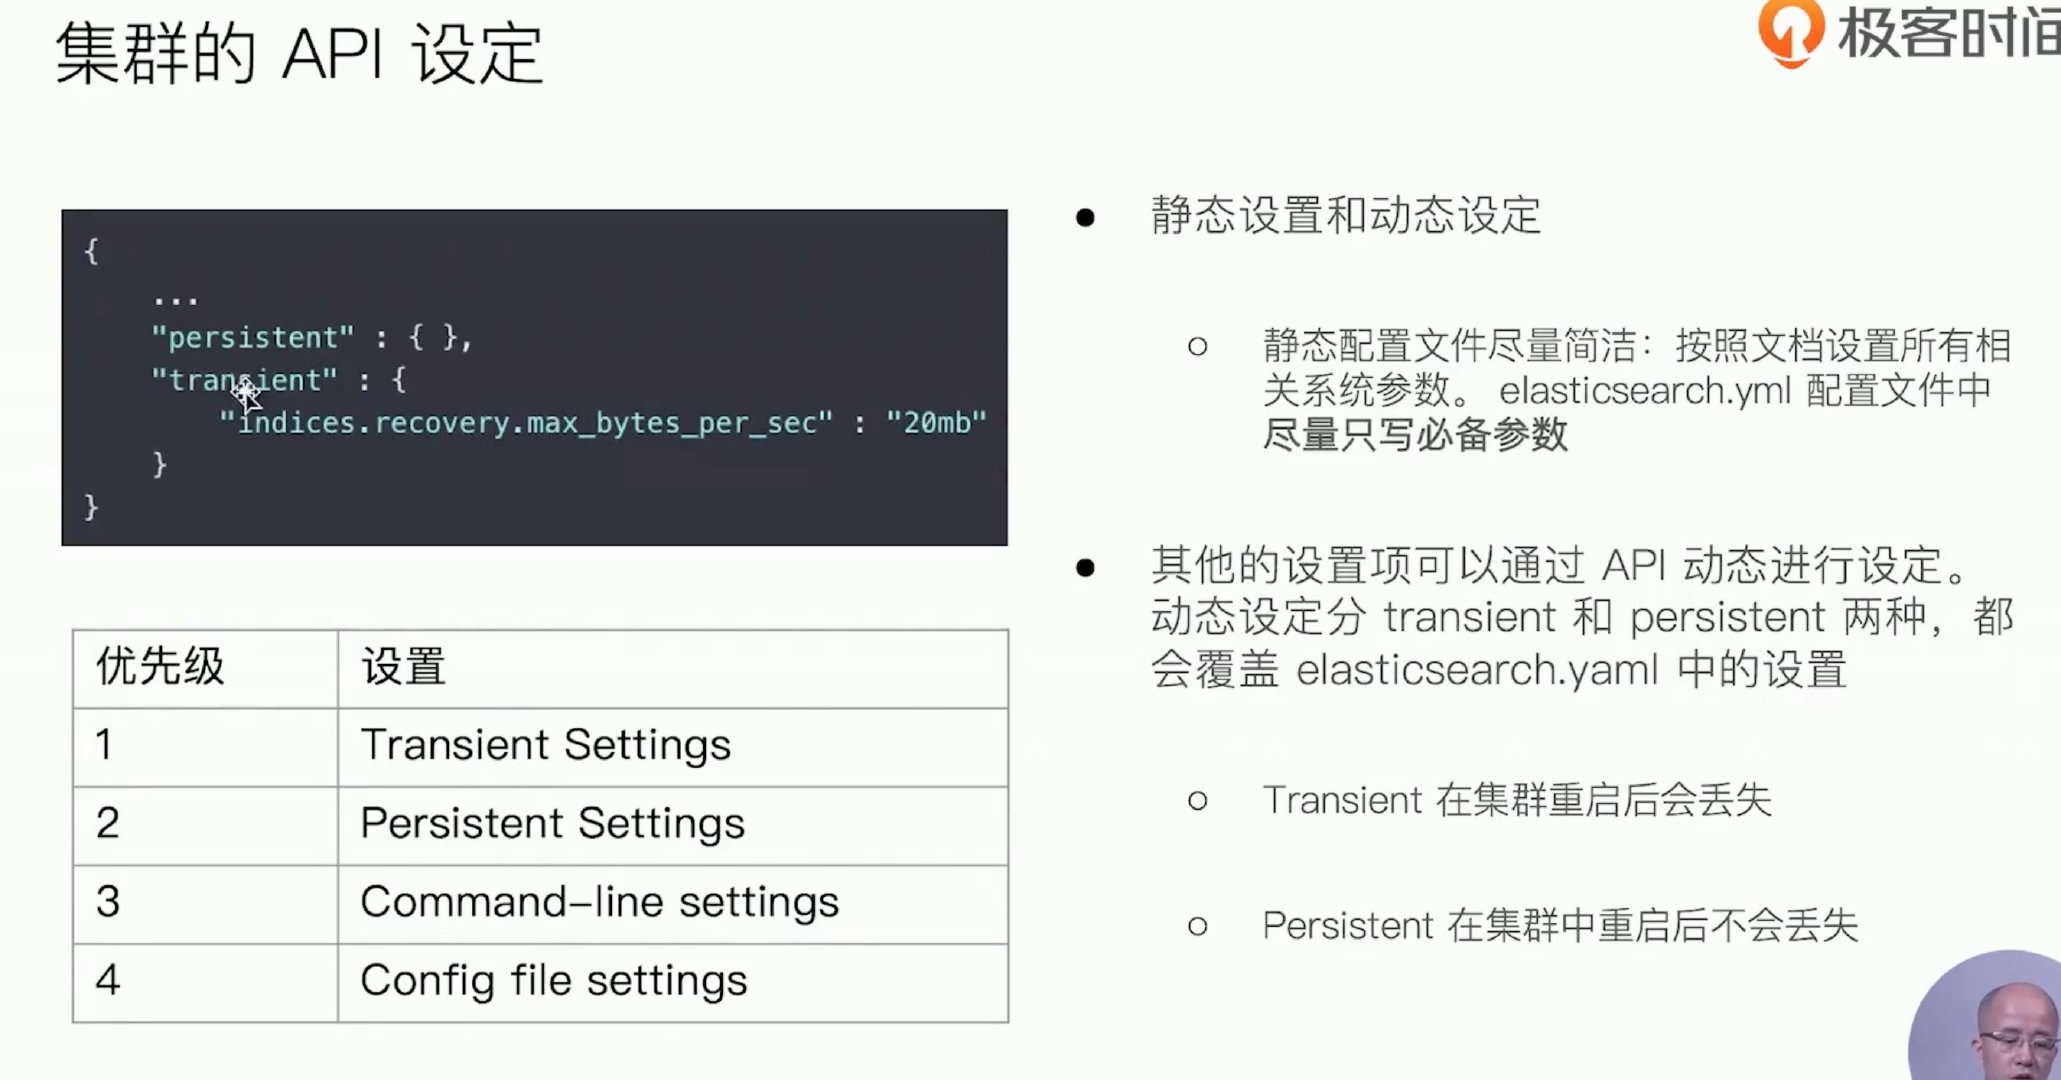 集群的 API 设定
极客时间
{
...
"persistent" : { },
"transient" : {
"indices.recovery.max_bytes_per_sec" : "20mb"
}
}
优先级 设置
1 Transient Settings
2 Persistent Settings
3 Command-line settings
4 Config file settings
● 静态设置和动态设定
○ 静态配置文件尽量简洁：按照文档设置所有相
关系统参数。 elasticsearch.yml 配置文件中
尽量只写必备参数
● 其他的设置项可以通过 API 动态进行设定。
动态设定分 transient 和 persistent 两种，都
会覆盖 elasticsearch.yaml 中的设置
○ Transient 在集群重启后会丢失
○ Persistent 在集群中重启后不会丢失